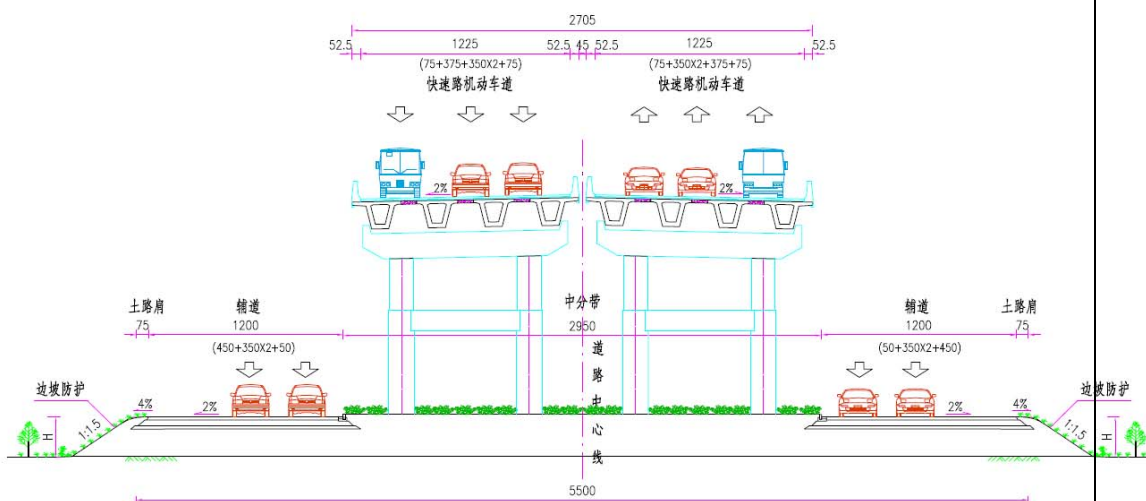 2705
52.5 1225 52.5 45 52.5 1225 52.5
(75+375+350X2+75) (75+350X2+375+75)
快速路机动车道 快速路机动车道
2% 2%
土路肩 辅道 中分带 辅道 土路肩
75 1200 2950 1200 75
(450+350X2+50) (50+350X2+450)
道路中心线
边坡防护 边坡防护
4% 2% 2% 4%
H 1:1.5 1:1.5 H
5500